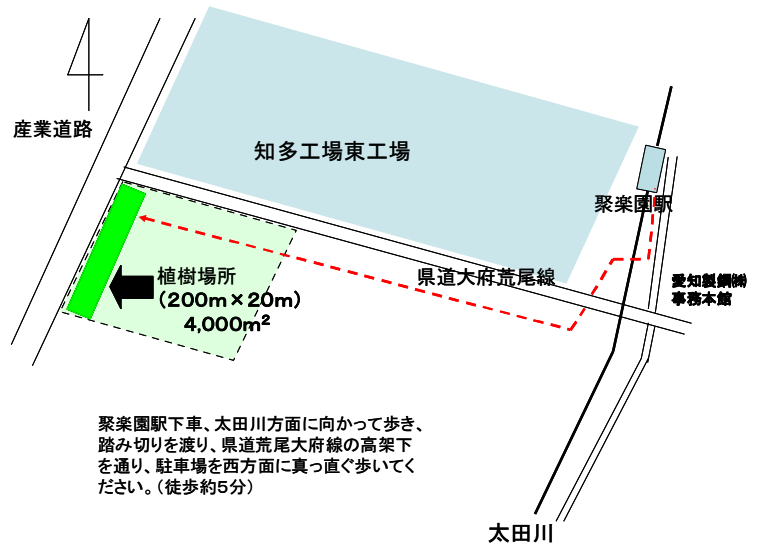 産業道路
知多工場東工場
聚楽園駅
県道大府荒尾線
愛知製鋼㈱
事務本館
植樹場所
(200m×20m)
4,000m²
聚楽園駅下車、太田川方面に向かって歩き、
踏み切りを渡り、県道荒尾大府線の高架下
を通り、駐車場を西方面に真っ直ぐ歩いてく
ださい。(徒歩約5分)
太田川